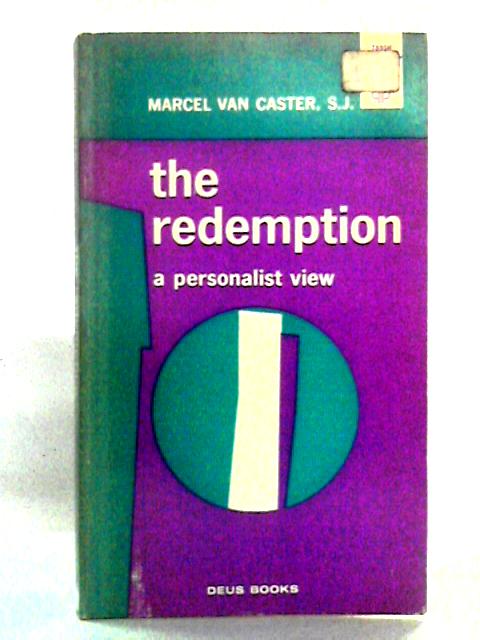 MARCEL VAN CASTER, S.J.
the
redemption
a personalist view
DEUS BOOKS